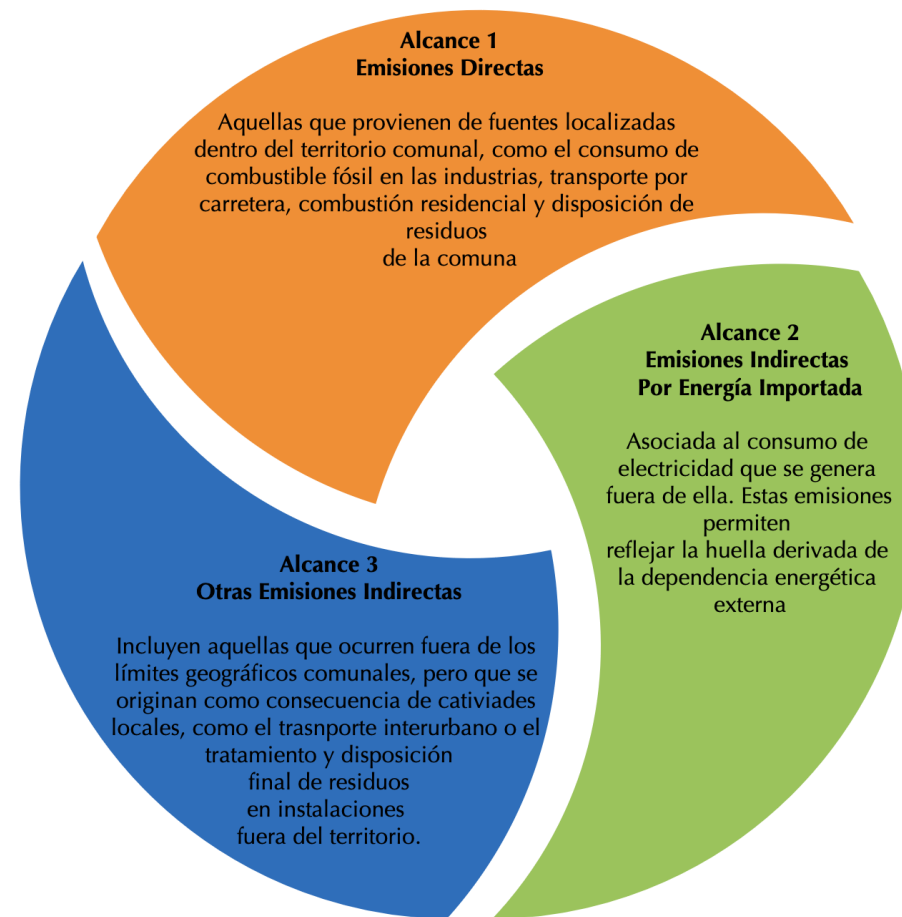 Alcance 1
Emisiones Directas
Aquellas que provienen de fuentes localizadas
dentro del territorio comunal, como el consumo de
combustible fósil en las industrias, transporte por
carretera, combustión residencial y disposición de
residuos
de la comuna
Alcance 2
Emisiones Indirectas
Por Energía Importada
Asociada al consumo de
electricidad que se genera
fuera de ella. Estas emisiones
permiten
reflejar la huella derivada de
la dependencia energética
externa
Alcance 3
Otras Emisiones Indirectas
Incluyen aquellas que ocurren fuera de los
límites geográficos comunales, pero que se
originan como consecuencia de cativiades
locales, como el trasnporte interurbano o el
tratamiento y disposición
final de residuos
en instalaciones
fuera del territorio.